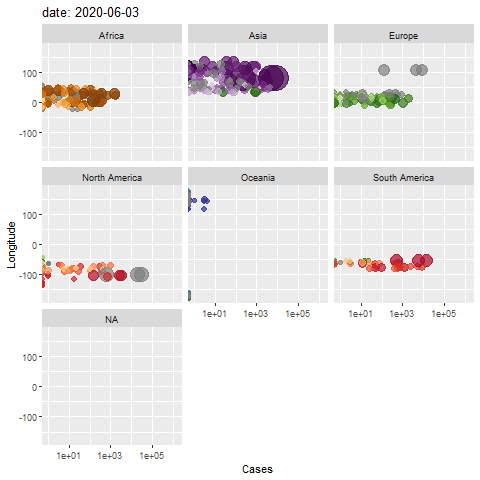 date: 2020-06-03
Africa
Asia
Europe
100
0
-100
North America
Oceania
South America
100
0
-100
Longitude
1e+01
1e+03
1e+05
1e+01
1e+03
1e+05
NA
100
0
-100
1e+01
1e+03
1e+05
Cases